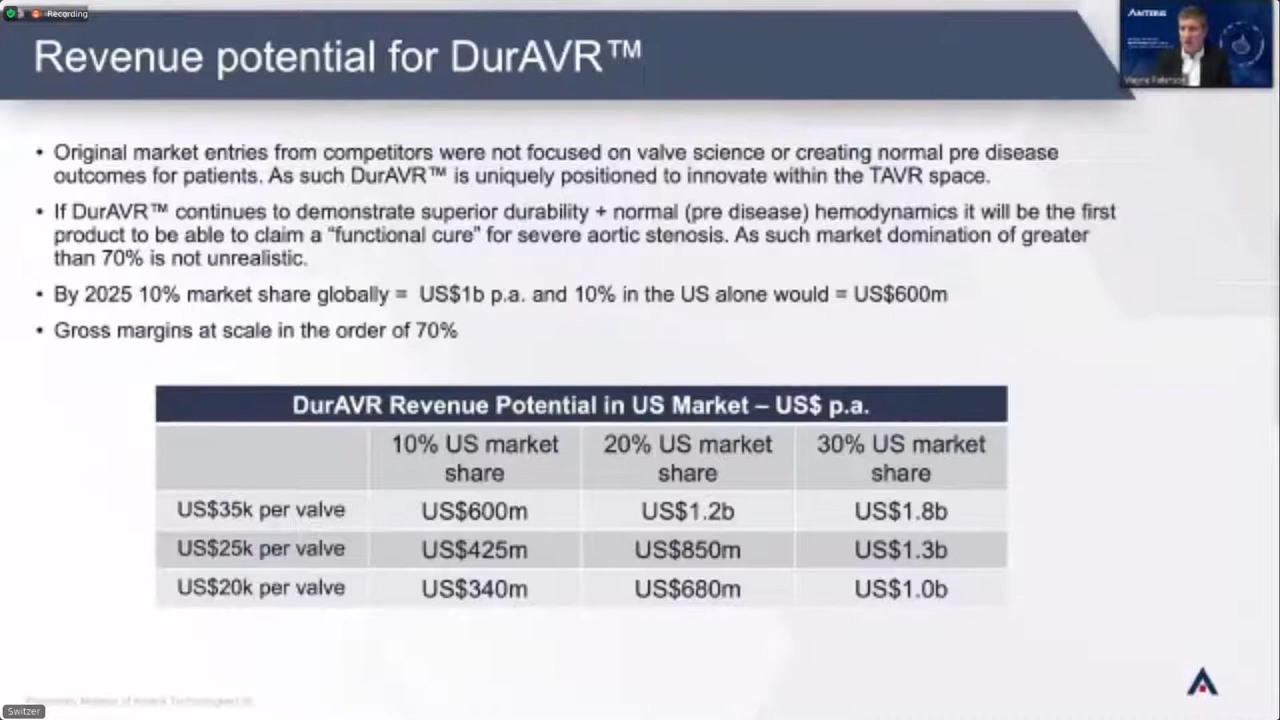 Recording
Revenue potential for DurAVR™
ANTERIS
• Original market entries from competitors were not focused on valve science or creating normal pre disease
outcomes for patients. As such DurAVR™ is uniquely positioned to innovate within the TAVR space.
• If DurAVR™ continues to demonstrate superior durability + normal (pre disease) hemodynamics it will be the first
product to be able to claim a “functional cure” for severe aortic stenosis. As such market domination of greater
than 70% is not unrealistic.
• By 2025 10% market share globally = US$1b p.a. and 10% in the US alone would = US$600m
• Gross margins at scale in the order of 70%
DurAVR Revenue Potential in US Market – US$ p.a.
10% US market share 20% US market share 30% US market share
US$35k per valve US$600m US$1.2b US$1.8b
US$25k per valve US$425m US$850m US$1.3b
US$20k per valve US$340m US$680m US$1.0b
Switzer